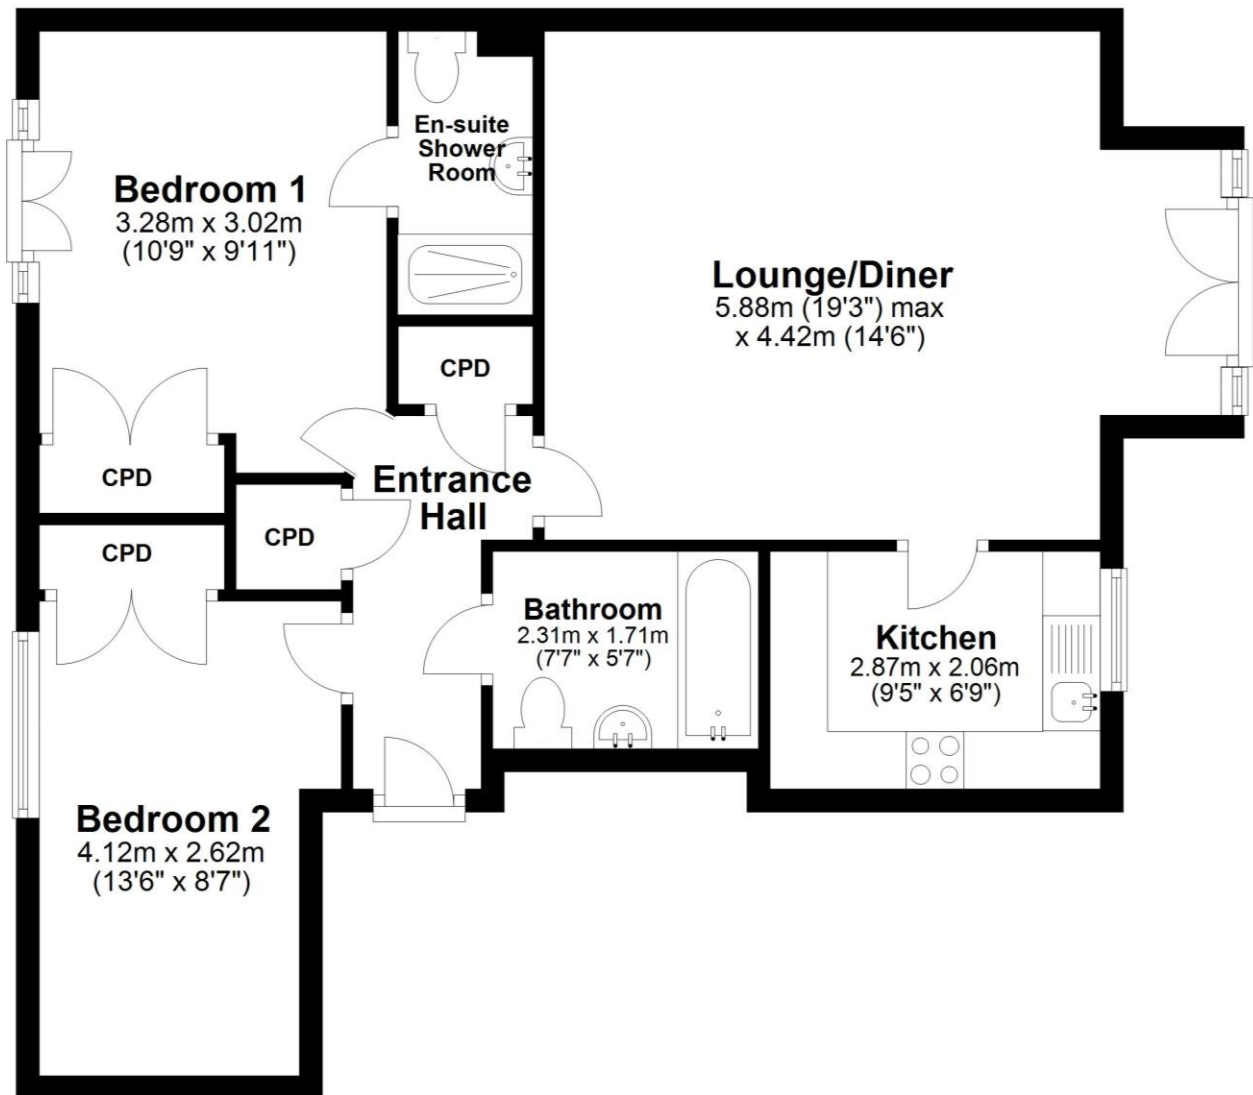 Bedroom 1
3.28m x 3.02m
(10'9" x 9'11")
En-suite
Shower
Room
Lounge/Diner
5.88m (19'3") max
x 4.42m (14'6")
CPD
CPD
Entrance
Hall
CPD
CPD
Bathroom
2.31m x 1.71m
(7'7" x 5'7")
Kitchen
2.87m x 2.06m
(9'5" x 6'9")
Bedroom 2
4.12m x 2.62m
(13'6" x 8'7")